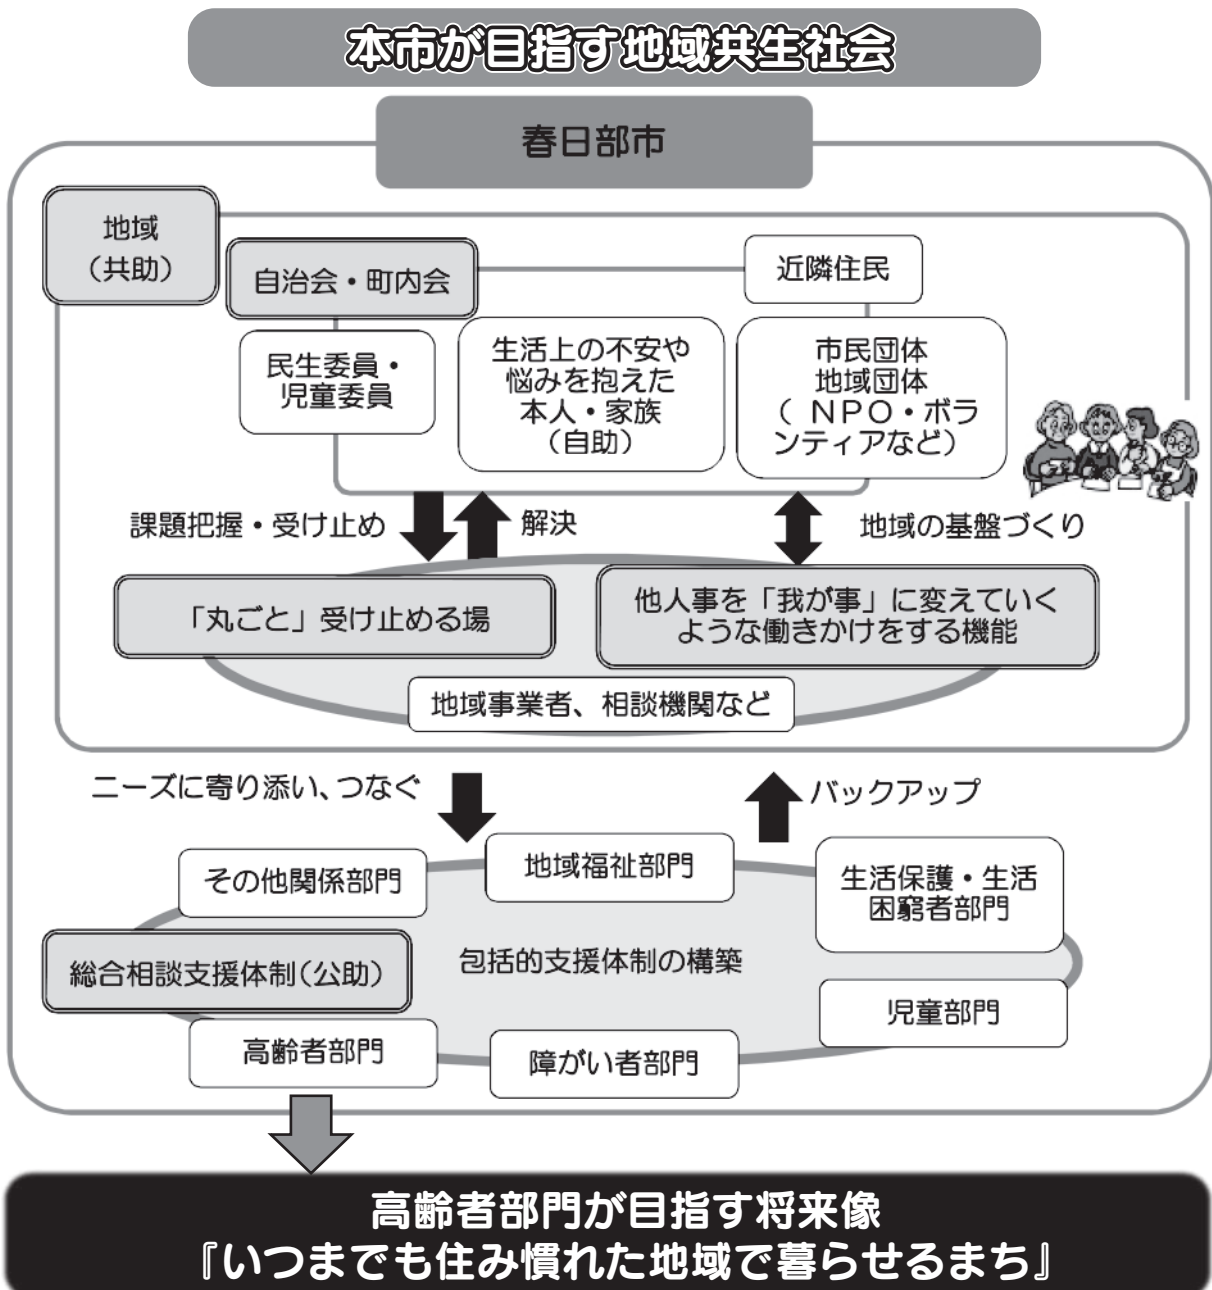 本市が目指す地域共生社会
春日部市
地域
（共助）
自治会・町内会
近隣住民
民生委員・
児童委員
生活上の不安や
悩みを抱えた
本人・家族
（自助）
市民団体
地域団体
（ ＮＰＯ・ボラ
ンティアなど）
課題把握・受け止め
解決
地域の基盤づくり
「丸ごと」受け止める場
他人事を「我が事」に変えていく
ような働きかけをする機能
地域事業者、相談機関など
ニーズに寄り添い、つなぐ
バックアップ
その他関係部門
地域福祉部門
生活保護・生活
困窮者部門
総合相談支援体制（公助）
包括的支援体制の構築
児童部門
高齢者部門
障がい者部門
高齢者部門が目指す将来像
『いつまでも住み慣れた地域で暮らせるまち』